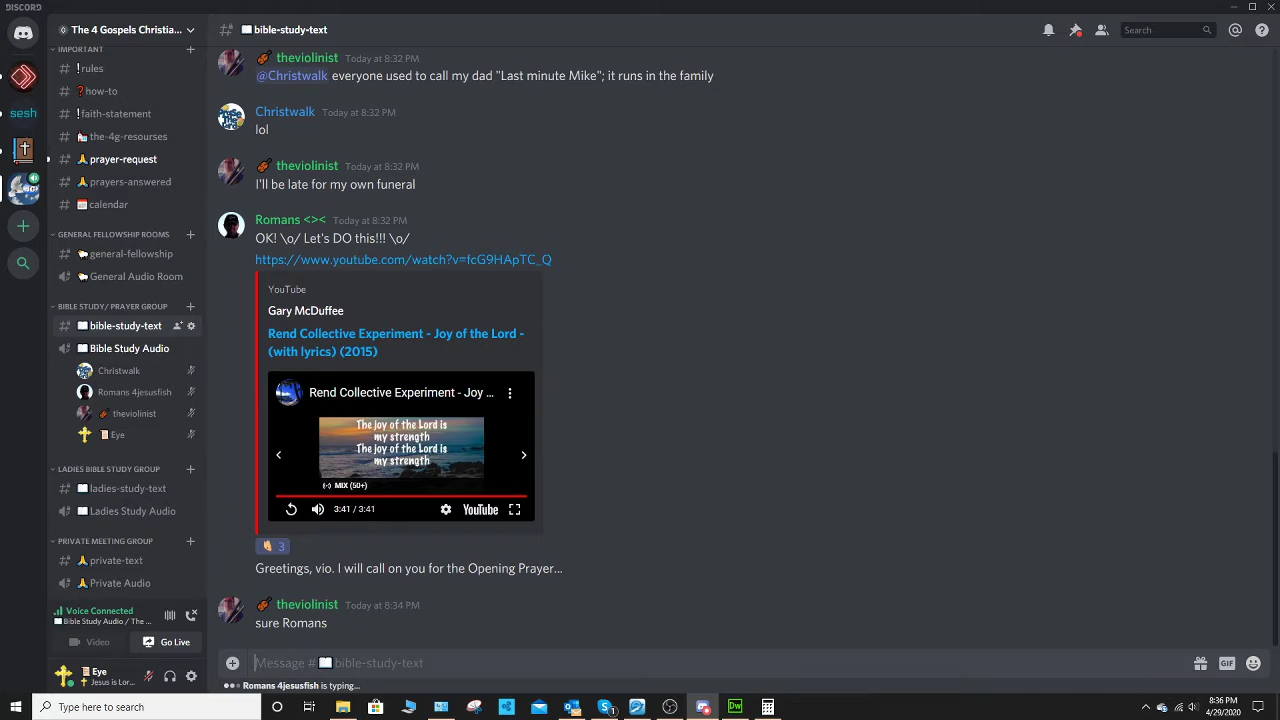 DISCORD
The 4 Gospels Christia...
# bible-study-text
Search
IMPORTANT
rules
how-to
faith-statement
the-4g-resourses
prayer-request
prayers-answered
calendar
GENERAL FELLOWSHIP ROOMS
general-fellowship
General Audio Room
BIBLE STUDY/ PRAYER GROUP
bible-study-text
Bible Study Audio
Christwalk
Romans 4jesusfish
theviolinist
Eye
LADIES BIBLE STUDY GROUP
ladies-study-text
Ladies Study Audio
PRIVATE MEETING GROUP
private-text
Private Audio
Voice Connected
Bible Study Audio / The ...
Video
Go Live
Eye
Jesus is Lor...
sesh
theviolinist Today at 8:32 PM
@Christwalk everyone used to call my dad "Last minute Mike"; it runs in the family
Christwalk Today at 8:32 PM
lol
theviolinist Today at 8:32 PM
I'll be late for my own funeral
Romans <>< Today at 8:32 PM
OK! \o/ Let's DO this!!! \o/
https://www.youtube.com/watch?v=fcG9HApTC_Q
YouTube
Gary McDuffee
Rend Collective Experiment - Joy of the Lord -
(with lyrics) (2015)
Rend Collective Experiment - Joy ...
The joy of the Lord is
my strength
The joy of the Lord is
my strength
MIX (50+)
3:41 / 3:41
YouTube
3
Greetings, vio. I will call on you for the Opening Prayer...
theviolinist Today at 8:34 PM
sure Romans
Message # bible-study-text
GIF
Romans 4jesusfish is typing...
Type here to search
1
Dw
8:36 PM
4/29/2020